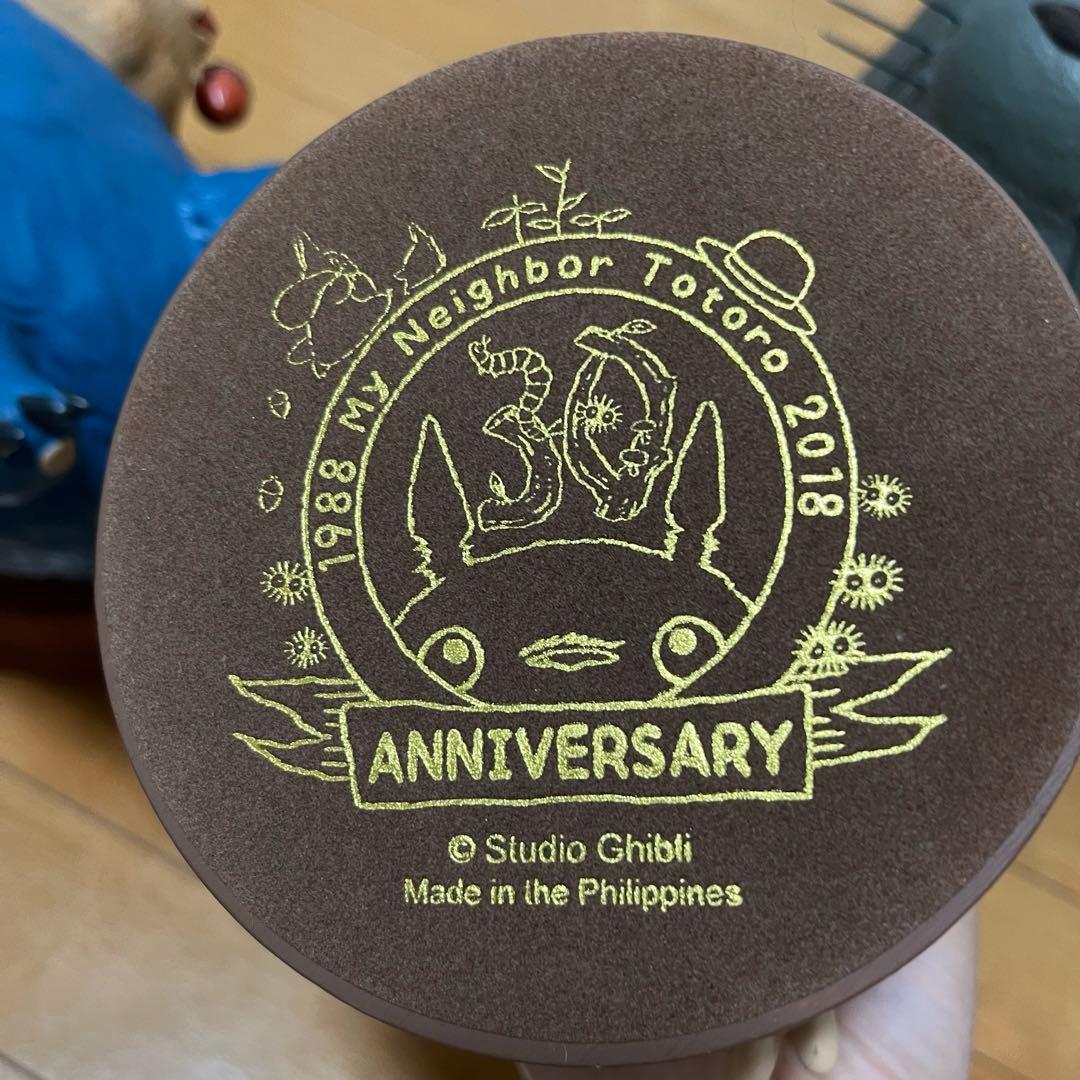 1988 My Neighbor Totoro 2018
30
ANNIVERSARY
© Studio Ghibli
Made in the Philippines